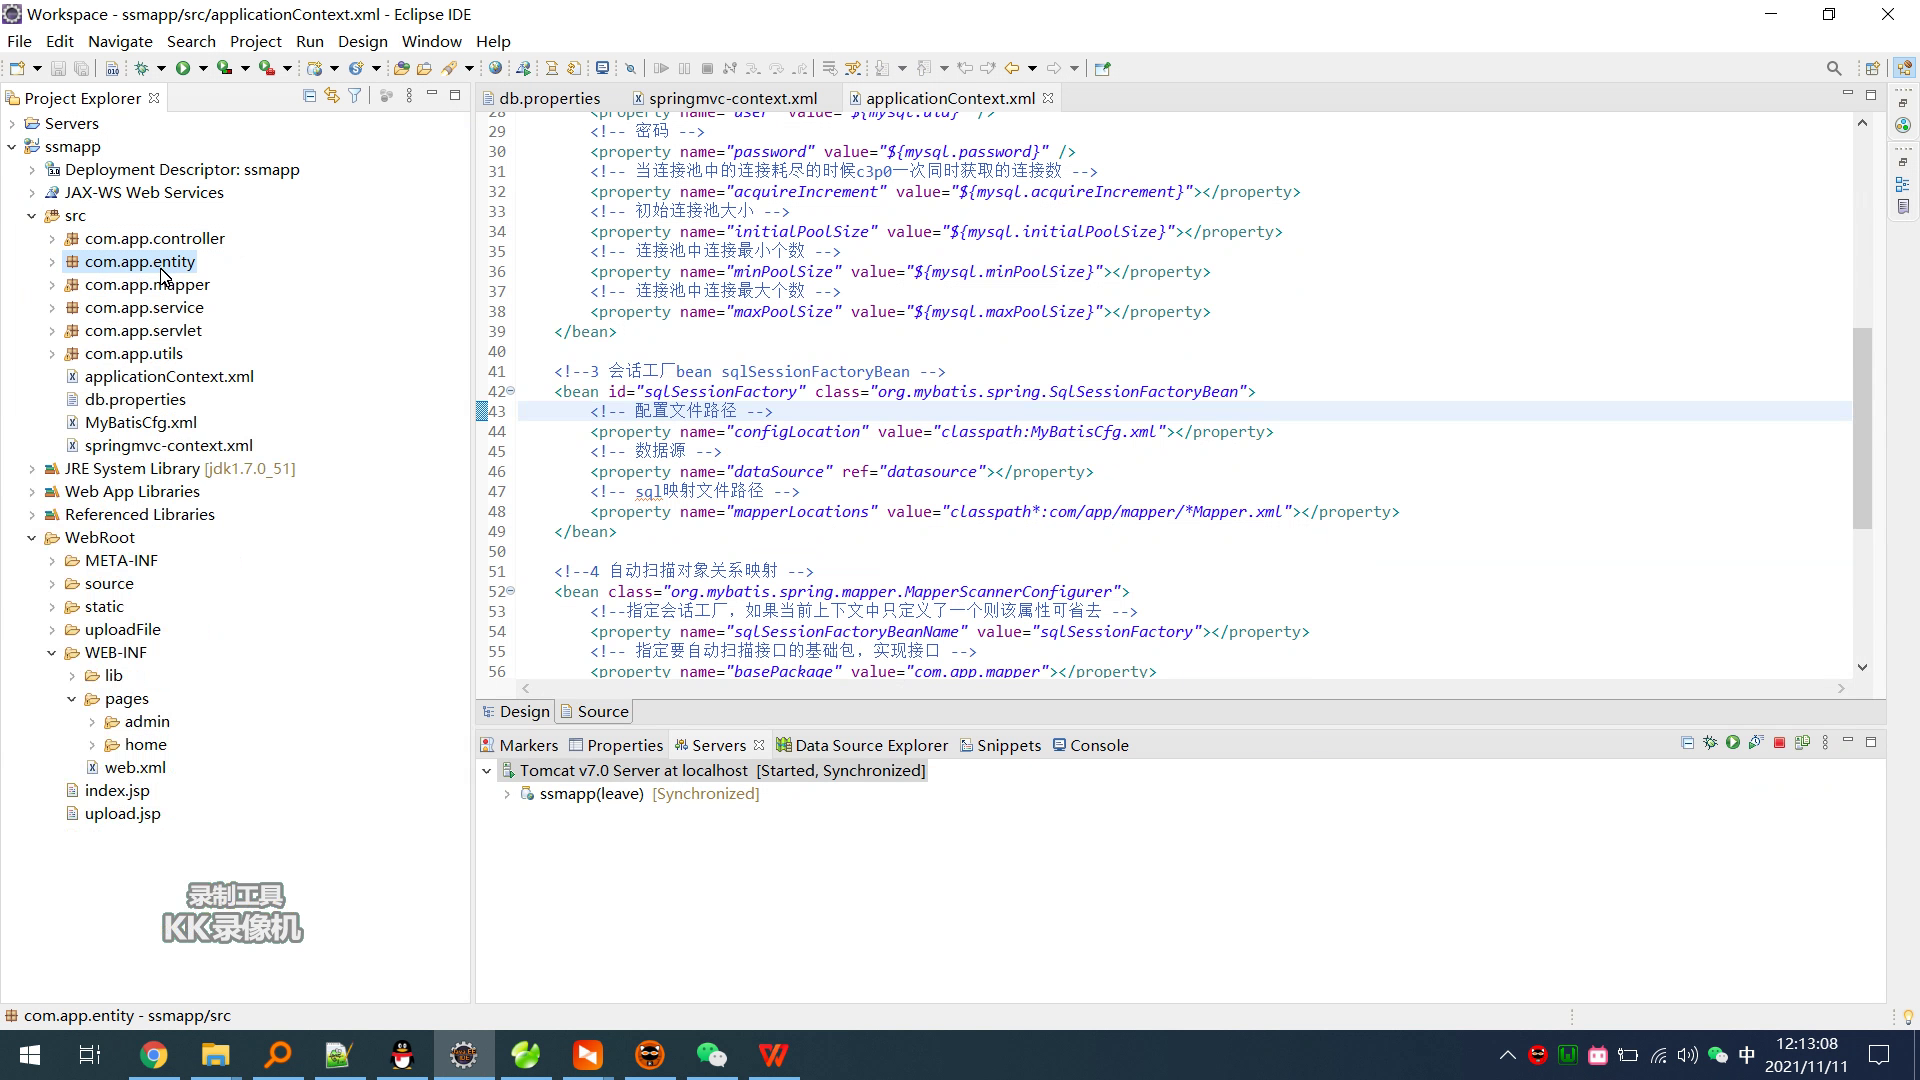 Workspace - ssmapp/src/applicationContext.xml - Eclipse IDE
File Edit Navigate Search Project Run Design Window Help
Project Explorer
Servers
ssmapp
Deployment Descriptor: ssmapp
JAX-WS Web Services
src
com.app.controller
com.app.entity
com.app.mapper
com.app.service
com.app.servlet
com.app.utils
applicationContext.xml
db.properties
MyBatisCfg.xml
springmvc-context.xml
JRE System Library [jdk1.7.0_51]
Web App Libraries
Referenced Libraries
WebRoot
META-INF
source
static
uploadFile
WEB-INF
lib
pages
admin
home
web.xml
index.jsp
upload.jsp
录制工具
KK录像机
db.properties springmvc-context.xml applicationContext.xml
28 <property name="user" value="${mysql.uid}" />
29 <!-- 密码 -->
30 <property name="password" value="${mysql.password}" />
31 <!-- 当连接池中的连接耗尽的时候c3p0一次同时获取的连接数 -->
32 <property name="acquireIncrement" value="${mysql.acquireIncrement}"></property>
33 <!-- 初始连接池大小 -->
34 <property name="initialPoolSize" value="${mysql.initialPoolSize}"></property>
35 <!-- 连接池中连接最小个数 -->
36 <property name="minPoolSize" value="${mysql.minPoolSize}"></property>
37 <!-- 连接池中连接最大个数 -->
38 <property name="maxPoolSize" value="${mysql.maxPoolSize}"></property>
39 </bean>
40
41 <!--3 会话工厂bean sqlSessionFactoryBean -->
42 <bean id="sqlSessionFactory" class="org.mybatis.spring.SqlSessionFactoryBean">
43 <!-- 配置文件路径 -->
44 <property name="configLocation" value="classpath:MyBatisCfg.xml"></property>
45 <!-- 数据源 -->
46 <property name="dataSource" ref="datasource"></property>
47 <!-- sql映射文件路径 -->
48 <property name="mapperLocations" value="classpath*:com/app/mapper/*Mapper.xml"></property>
49 </bean>
50
51 <!--4 自动扫描对象关系映射 -->
52 <bean class="org.mybatis.spring.mapper.MapperScannerConfigurer">
53 <!--指定会话工厂，如果当前上下文中只定义了一个则该属性可省去 -->
54 <property name="sqlSessionFactoryBeanName" value="sqlSessionFactory"></property>
55 <!-- 指定要自动扫描接口的基础包，实现接口 -->
56 <property name="basePackage" value="com.app.mapper"></property>
Design Source
Markers Properties Servers Data Source Explorer Snippets Console
Tomcat v7.0 Server at localhost [Started, Synchronized]
ssmapp(leave) [Synchronized]
com.app.entity - ssmapp/src
中
12:13:08
2021/11/11